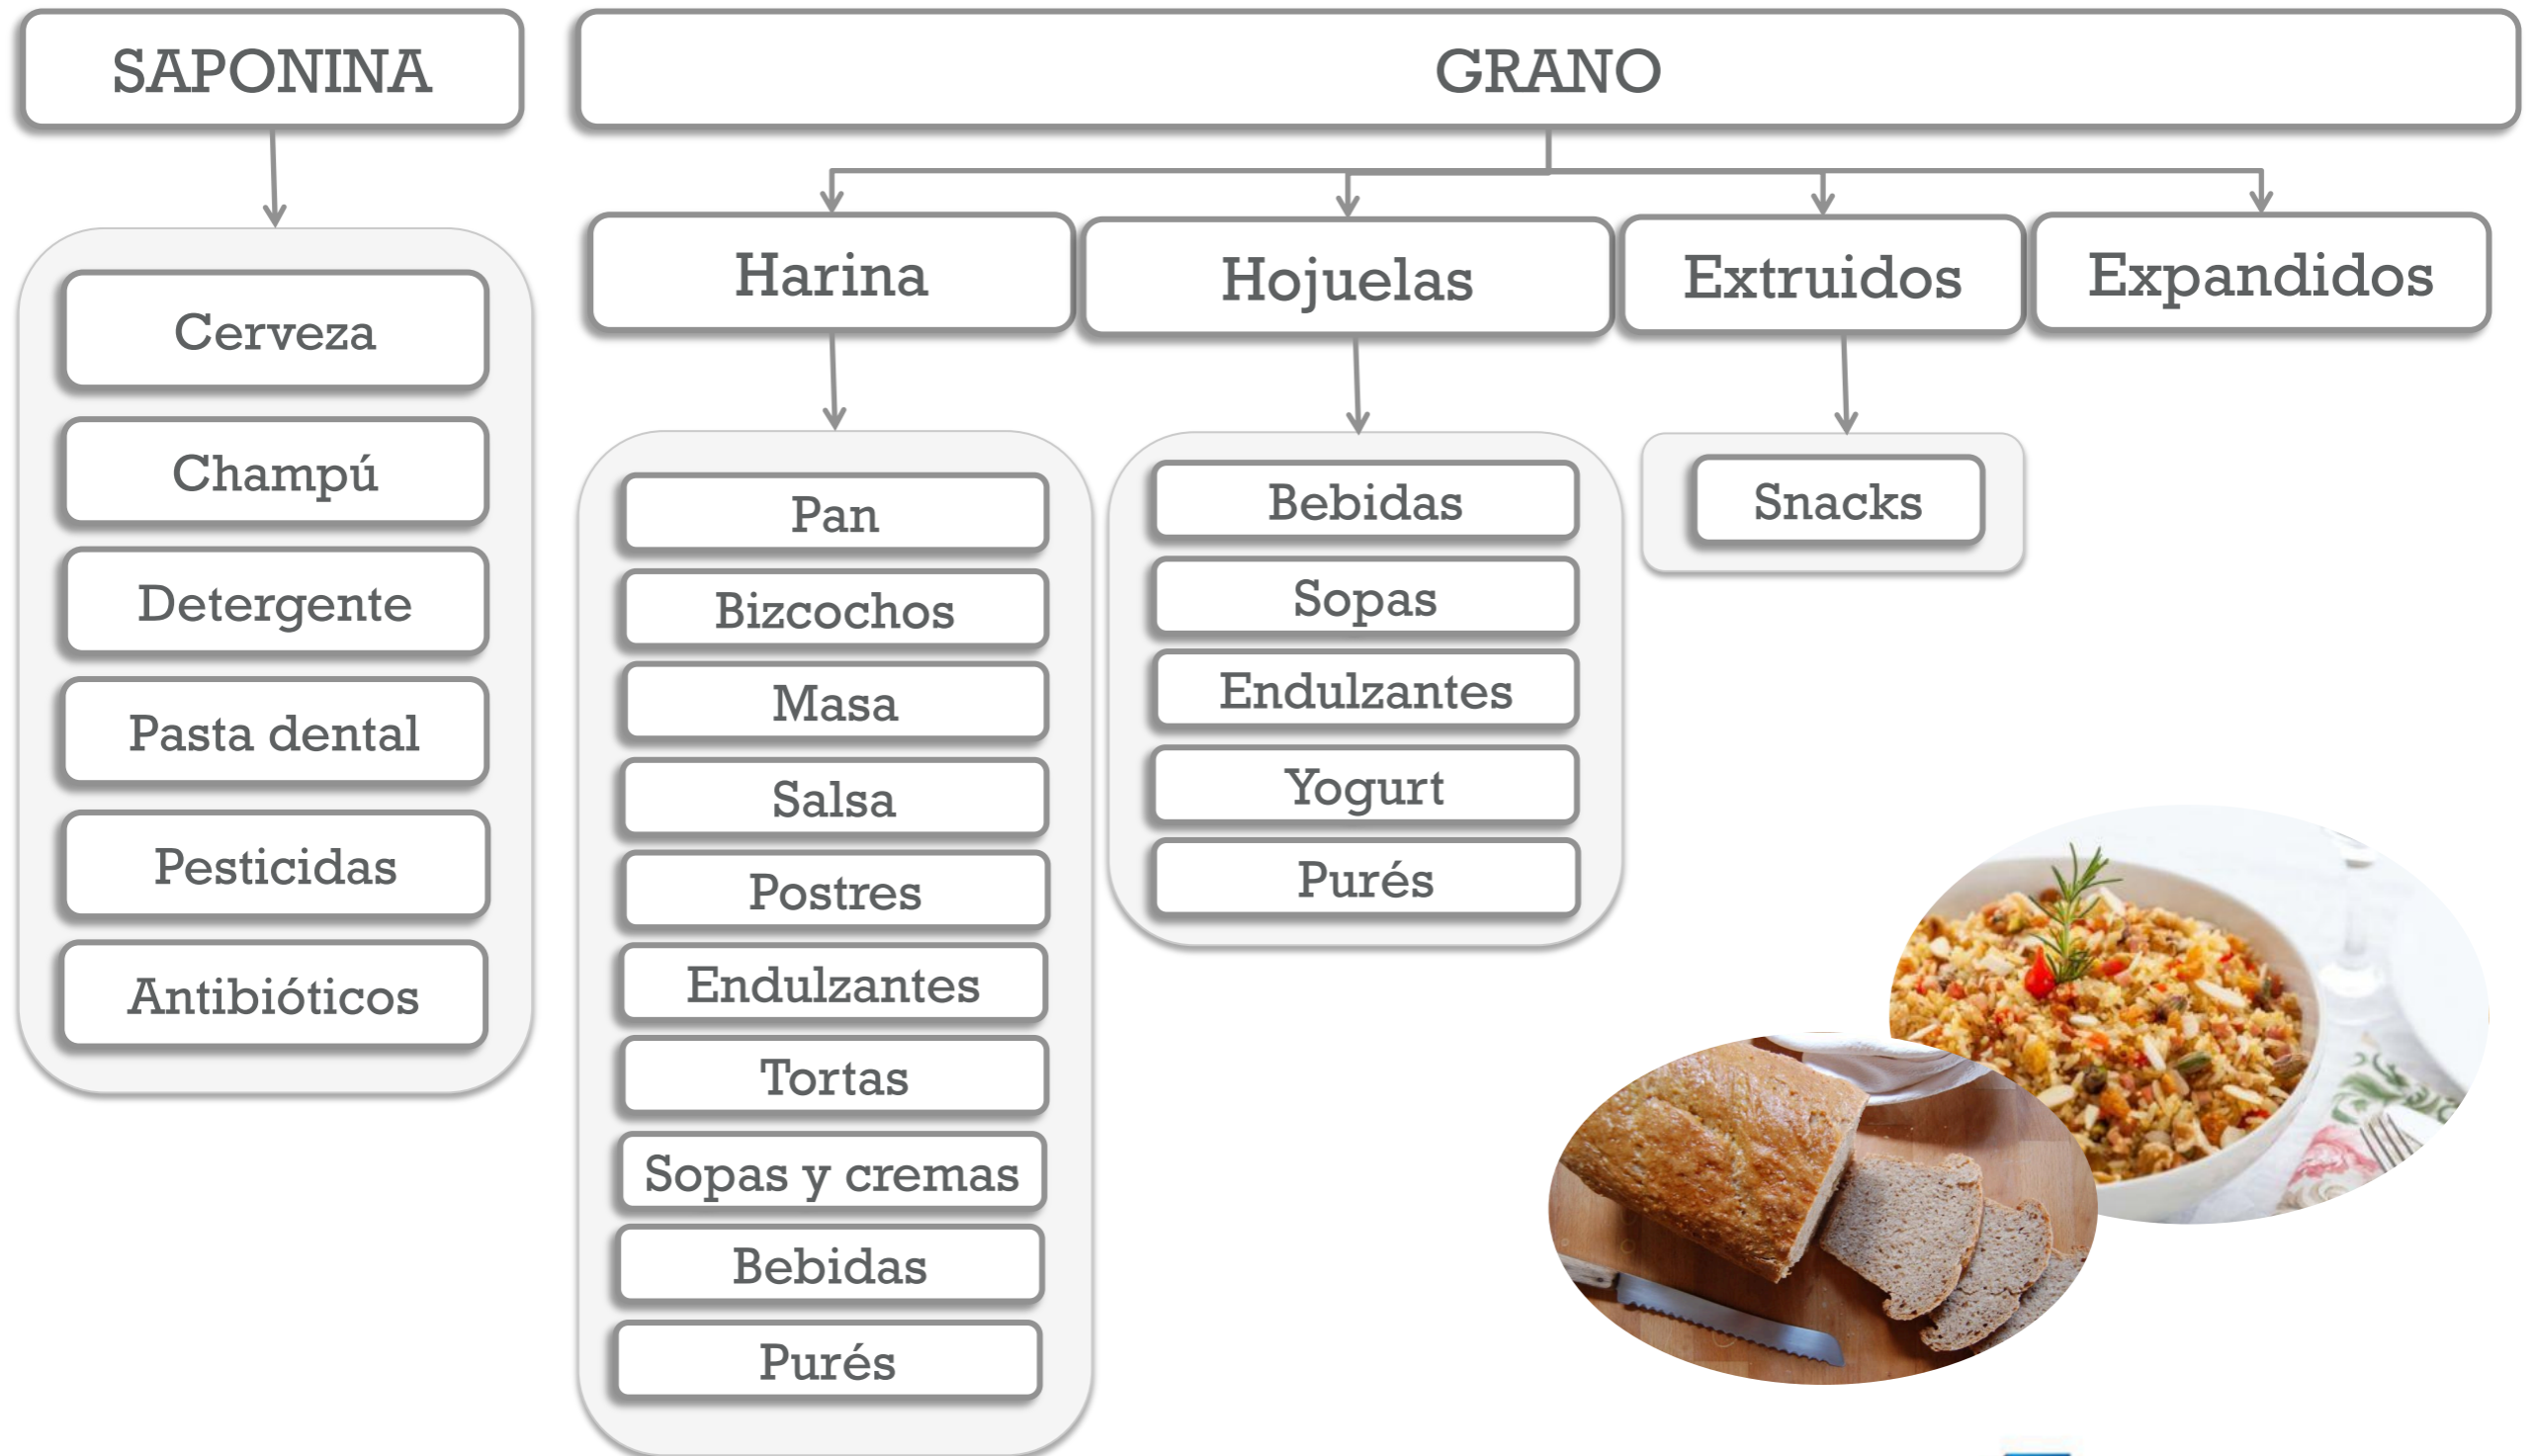 SAPONINA
Cerveza
Champú
Detergente
Pasta dental
Pesticidas
Antibióticos
GRANO
Harina
Pan
Bizcochos
Masa
Salsa
Postres
Endulzantes
Tortas
Sopas y cremas
Bebidas
Purés
Hojuelas
Bebidas
Sopas
Endulzantes
Yogurt
Purés
Extruidos
Snacks
Expandidos